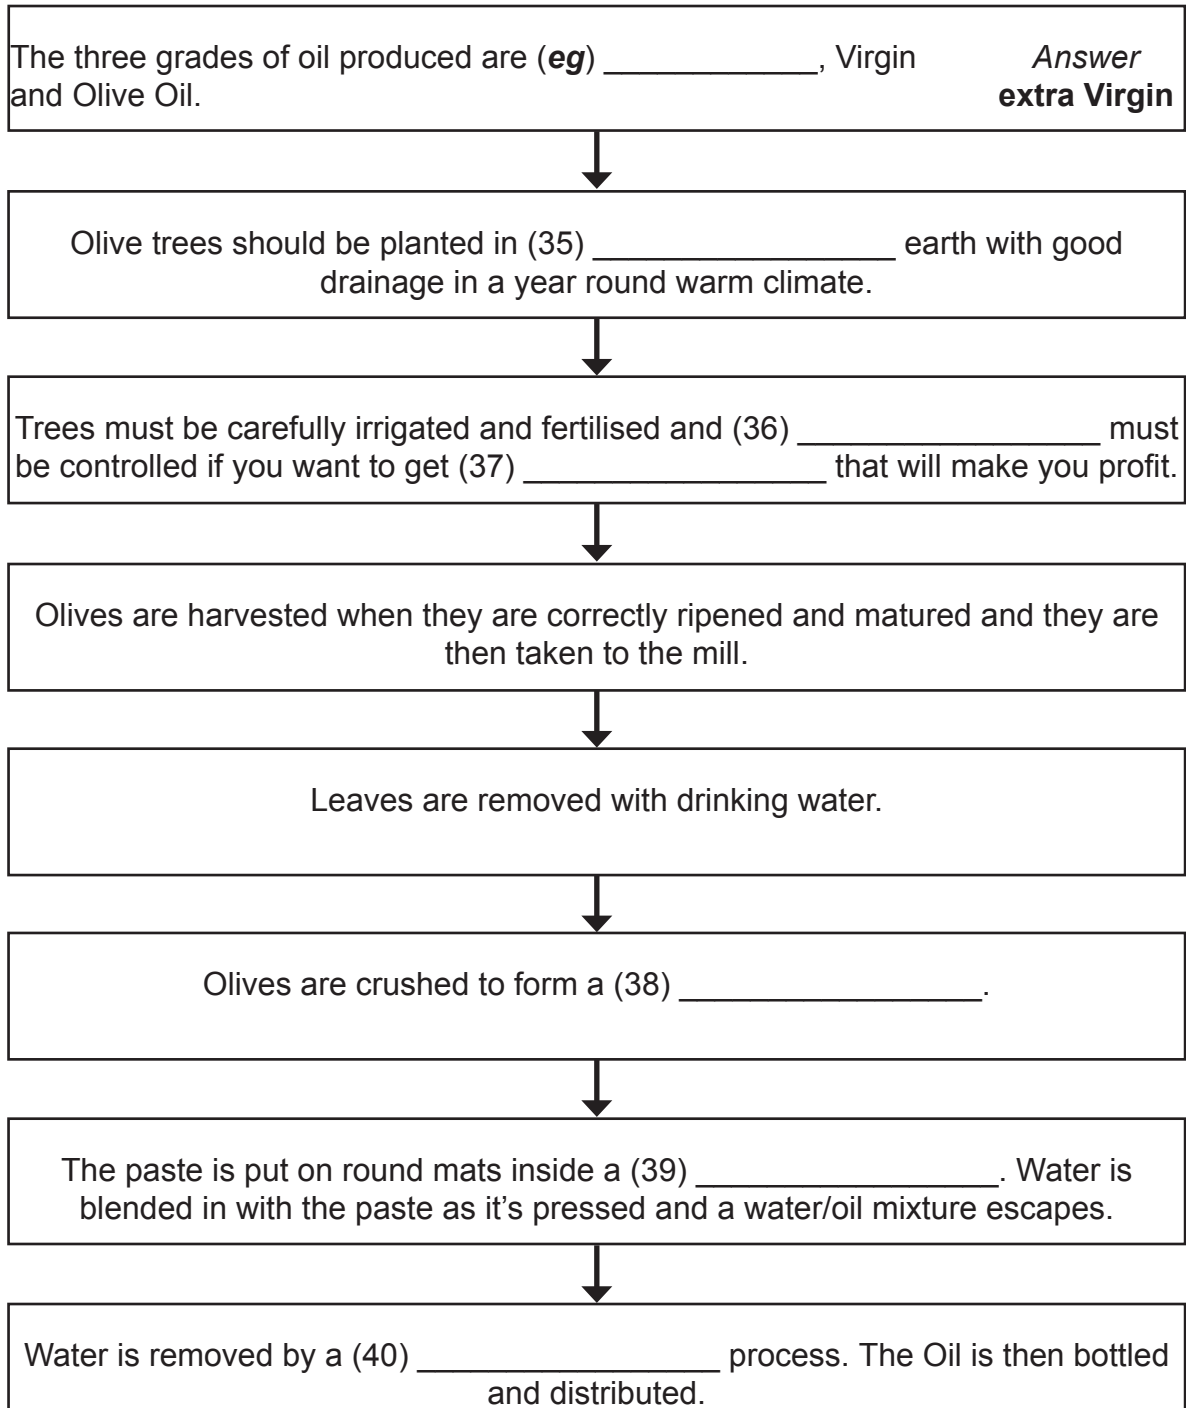 The three grades of oil produced are (eg) ____________, Virgin Answer
and Olive Oil. extra Virgin
Olive trees should be planted in (35) _________________ earth with good
drainage in a year round warm climate.
Trees must be carefully irrigated and fertilised and (36) _________________ must
be controlled if you want to get (37) _________________ that will make you profit.
Olives are harvested when they are correctly ripened and matured and they are
then taken to the mill.
Leaves are removed with drinking water.
Olives are crushed to form a (38) _________________.
The paste is put on round mats inside a (39) _________________. Water is
blended in with the paste as it’s pressed and a water/oil mixture escapes.
Water is removed by a (40) _________________ process. The Oil is then bottled
and distributed.